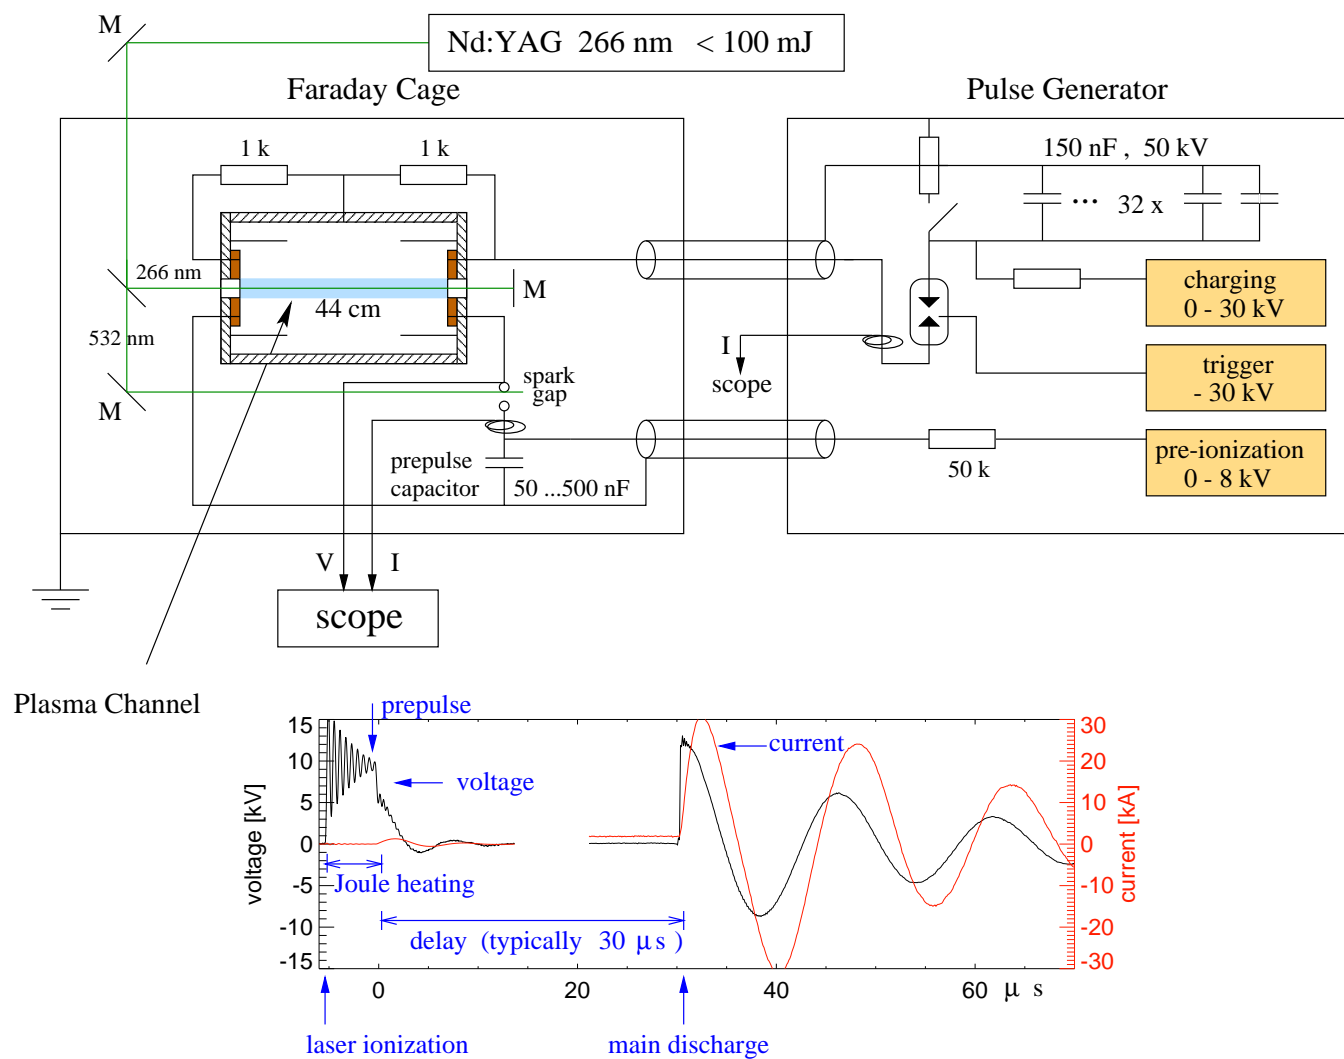 M
Nd:YAG 266 nm < 100 mJ
Faraday Cage
Pulse Generator
1 k
1 k
150 nF , 50 kV
... 32 x
266 nm
M
44 cm
charging
0 - 30 kV
532 nm
I
scope
trigger
- 30 kV
M
spark
gap
prepulse
capacitor
50 ...500 nF
50 k
pre-ionization
0 - 8 kV
V
I
scope
Plasma Channel
prepulse
voltage
current
Joule heating
delay (typically 30 μ s )
voltage [kV]
15
10
5
0
-5
-10
-15
current [kA]
30
20
10
0
-10
-20
-30
0
20
40
60
μ s
laser ionization
main discharge